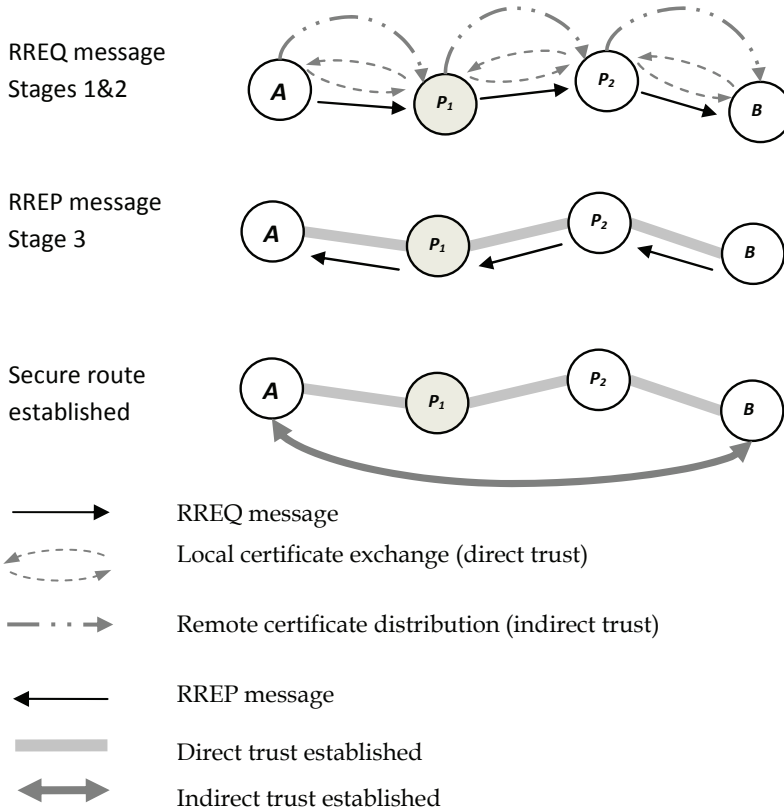 RREQ message
Stages 1&2
A
P1
P2
B
RREP message
Stage 3
A
P1
P2
B
Secure route
established
A
P1
P2
B
RREQ message
Local certificate exchange (direct trust)
Remote certificate distribution (indirect trust)
RREP message
Direct trust established
Indirect trust established